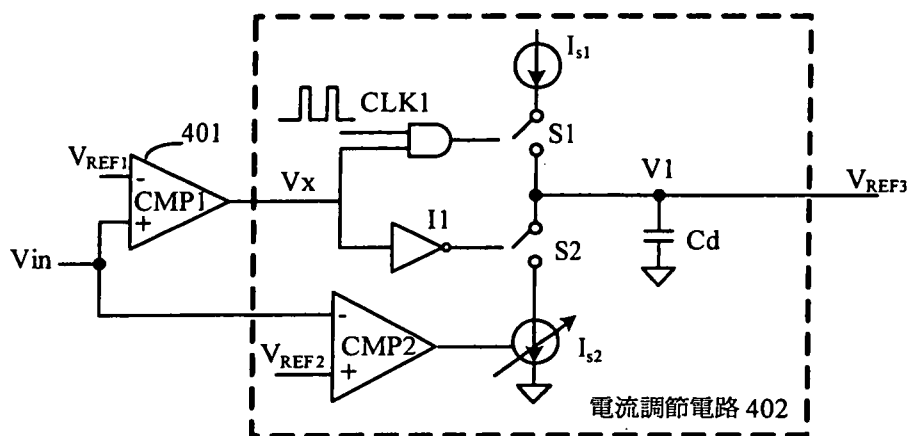 I_s1
CLK1
S1
401
V_REF1
-
CMP1
+
Vx
V1
V_REF3
I1
S2
Cd
Vin
-
CMP2
V_REF2
+
I_s2
電流調節電路 402